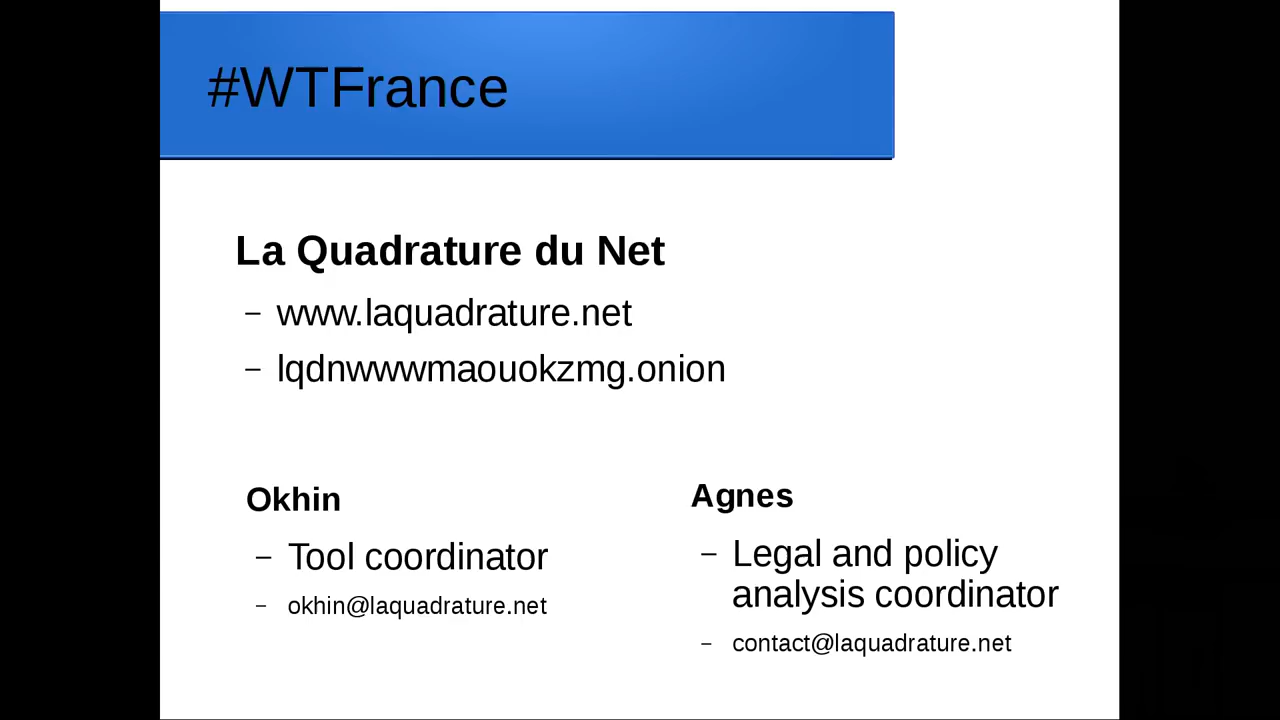 #WTFrance
La Quadrature du Net
– www.laquadrature.net
– lqdnwwwmaouokzmg.onion
Okhin
– Tool coordinator
– okhin@laquadrature.net
Agnes
– Legal and policy
analysis coordinator
– contact@laquadrature.net